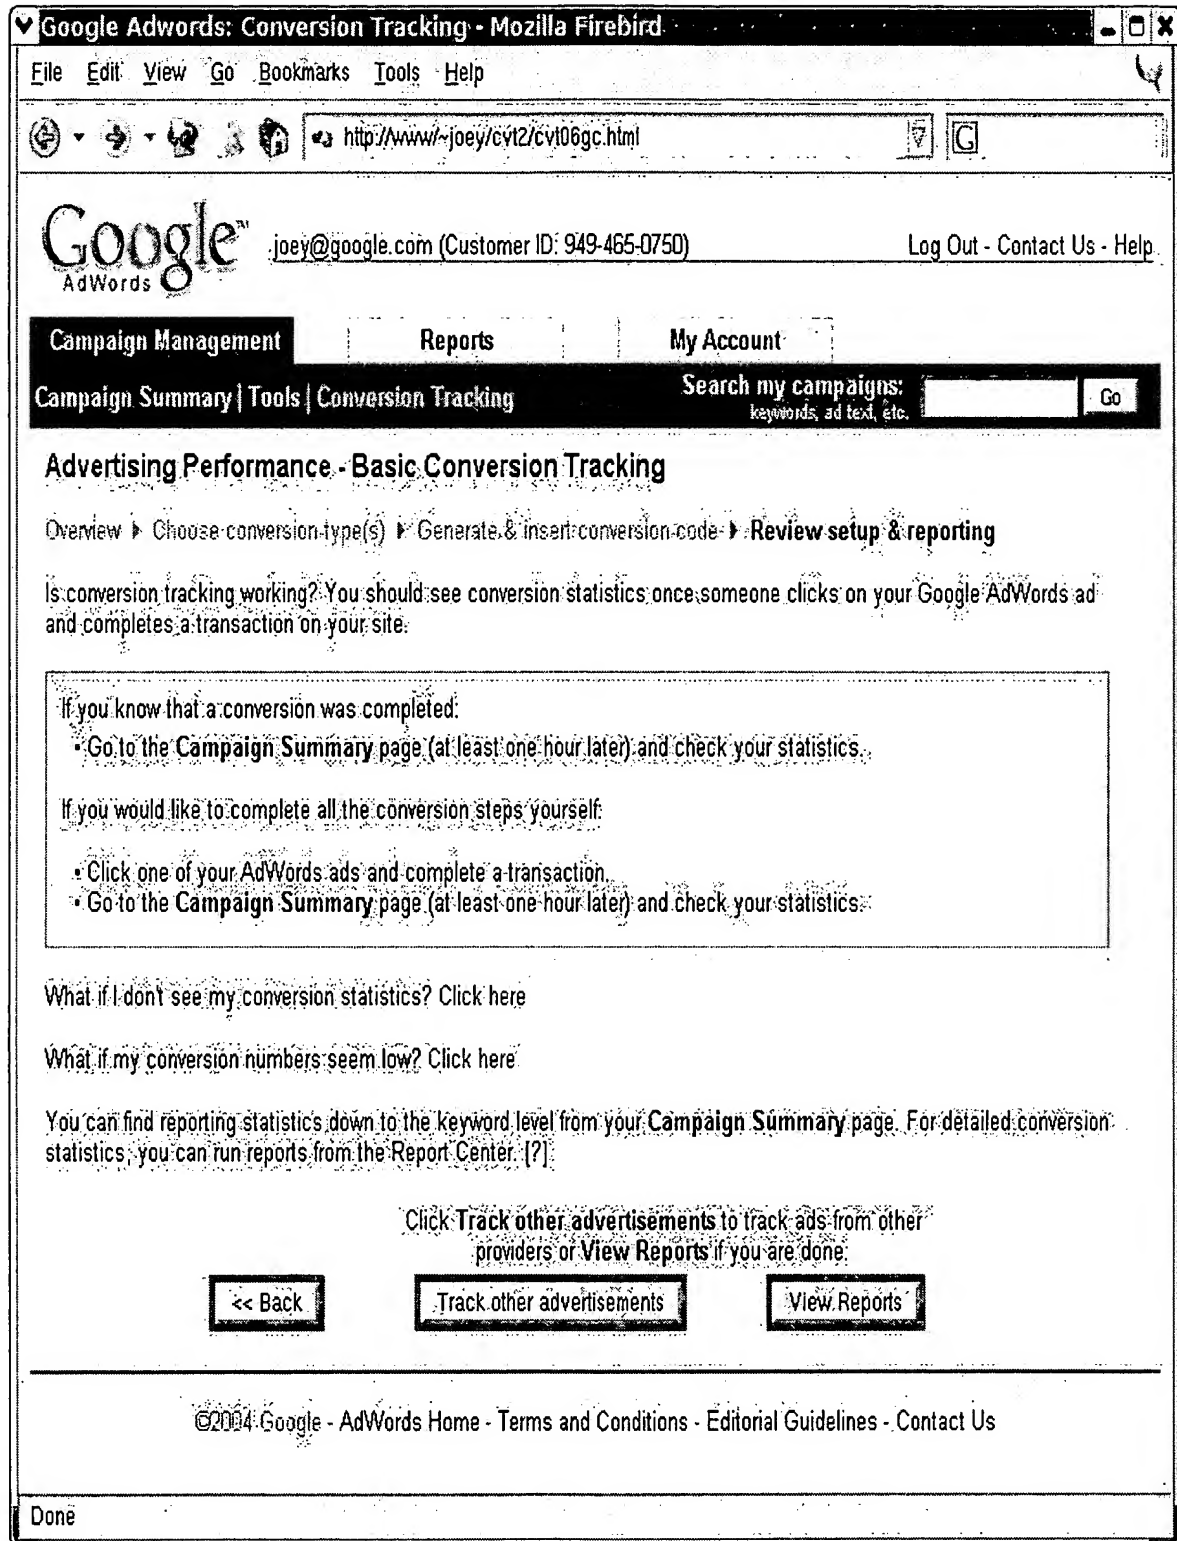 Google Adwords: Conversion Tracking - Mozilla Firebird
File Edit View Go Bookmarks Tools Help
http://www/~joey/cvt2/cvt06gc.html G
Google™ AdWords
joey@google.com (Customer ID: 949-465-0750) Log Out - Contact Us - Help
Campaign Management Reports My Account
Campaign Summary | Tools | Conversion Tracking Search my campaigns: Go
keywords, ad text, etc.
Advertising Performance - Basic Conversion Tracking
Overview ▸ Choose conversion type(s) ▸ Generate & insert conversion code ▸ Review setup & reporting
Is conversion tracking working? You should see conversion statistics once someone clicks on your Google AdWords ad
and completes a transaction on your site.
If you know that a conversion was completed:
• Go to the Campaign Summary page (at least one hour later) and check your statistics.
If you would like to complete all the conversion steps yourself:
• Click one of your AdWords ads and complete a transaction.
• Go to the Campaign Summary page (at least one hour later) and check your statistics.
What if I don't see my conversion statistics? Click here
What if my conversion numbers seem low? Click here
You can find reporting statistics down to the keyword level from your Campaign Summary page. For detailed conversion
statistics, you can run reports from the Report Center. [?]
Click Track other advertisements to track ads from other
providers or View Reports if you are done.
<< Back Track other advertisements View Reports
©2004 Google - AdWords Home - Terms and Conditions - Editorial Guidelines - Contact Us
Done